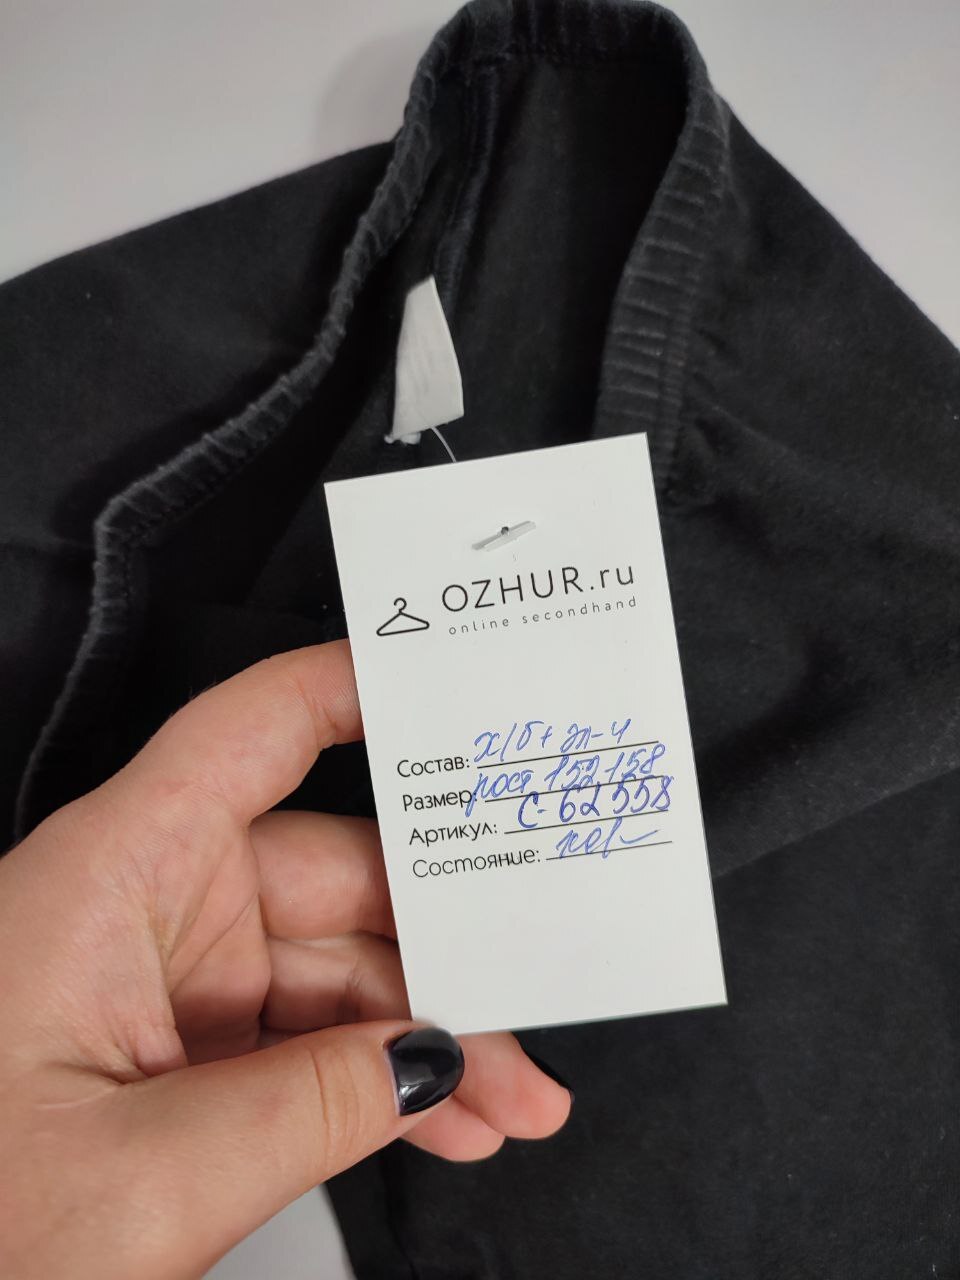 OZHUR.ru
online secondhand
Состав: х/б+ эл-н
Размер: рост 152-158
Артикул: С-62558
Состояние: